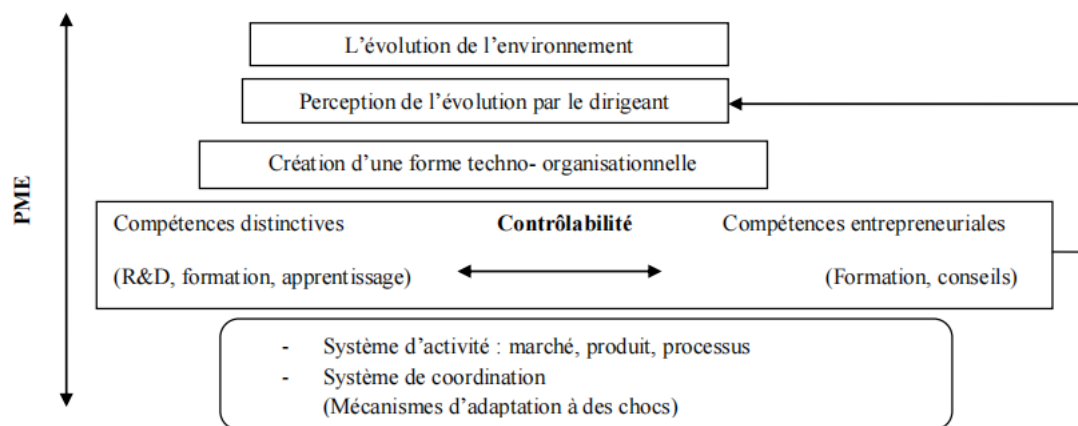 L'évolution de l'environnement
Perception de l'évolution par le dirigeant
Création d'une forme techno- organisationnelle
PME
Compétences distinctives Contrôlabilité Compétences entrepreneuriales
(R&D, formation, apprentissage) (Formation, conseils)
- Système d'activité : marché, produit, processus
- Système de coordination
(Mécanismes d'adaptation à des chocs)